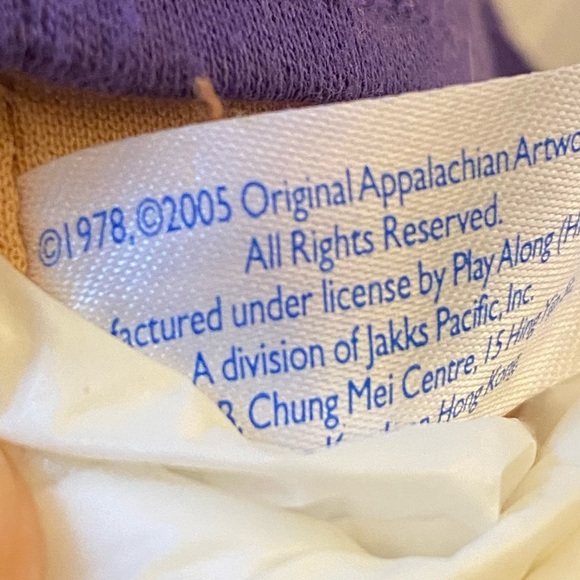 ©1978,©2005 Original Appalachian Artwo
All Rights Reserved.
factured under license by Play Along (H
A division of Jakks Pacific, Inc.
3, Chung Mei Centre, 15 Hing
Hong Kong